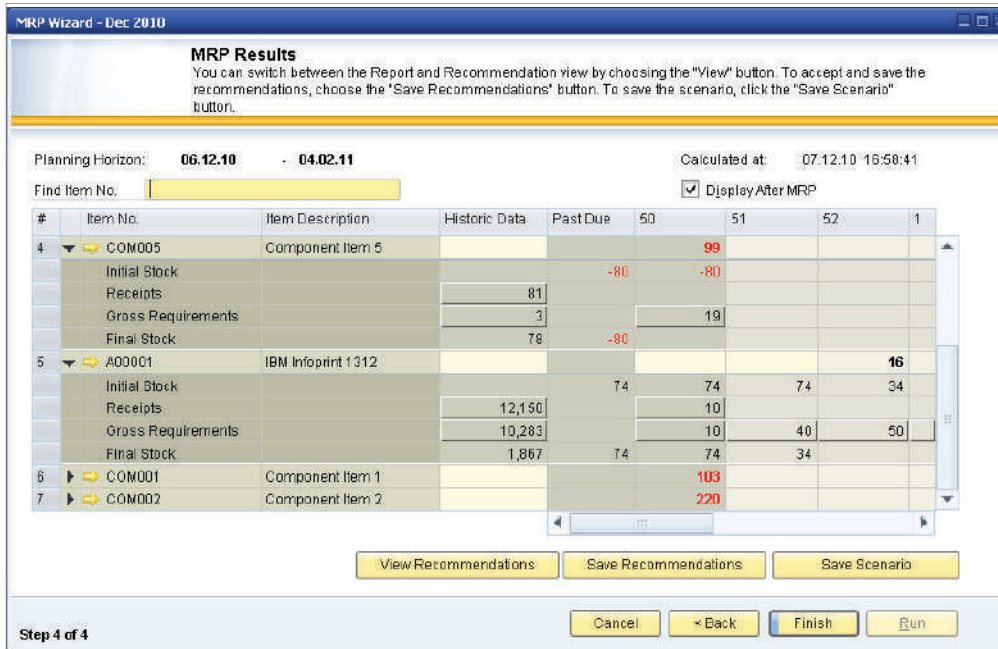 MRP Wizard - Dec 2010
MRP Results
You can switch between the Report and Recommendation view by choosing the "View" button. To accept and save the
recommendations, choose the "Save Recommendations" button. To save the scenario, click the "Save Scenario"
button.
Planning Horizon: 06.12.10 - 04.02.11 Calculated at: 07.12.10 16:58:41
Find Item No. Display After MRP
# Item No. Item Description Historic Data Past Due 50 51 52 1
4 COM005 Component Item 5 99
Initial Stock -80 -80
Receipts 81
Gross Requirements 3 19
Final Stock 78 -80
5 A00001 IBM Infoprint 1312 16
Initial Stock 74 74 74 34
Receipts 12,150 10
Gross Requirements 10,283 10 40 50
Final Stock 1,867 74 74 34
6 COM001 Component Item 1 103
7 COM002 Component Item 2 220
View Recommendations Save Recommendations Save Scenario
Step 4 of 4 Cancel < Back Finish Run